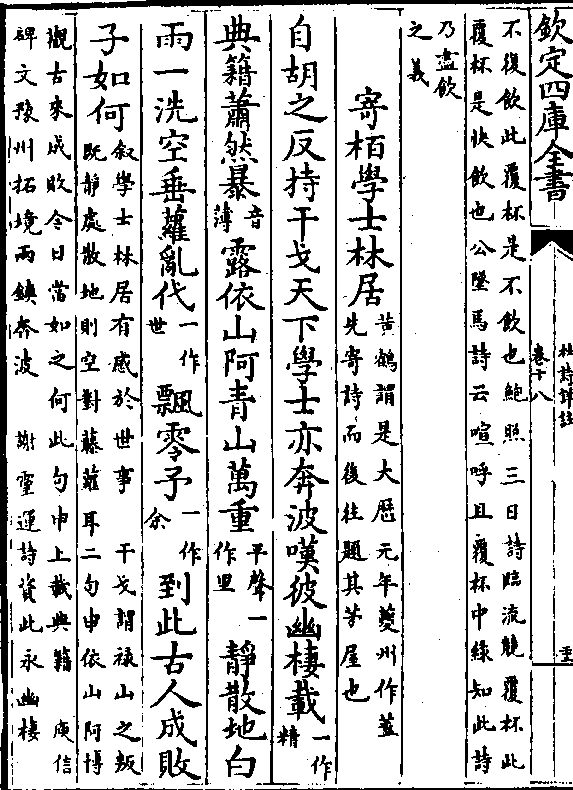 欽定四庫全書
杜詩詳註
卷十八
不復飲此覆杯是不飲也鮑照三日詩臨流競覆杯此
覆杯是快飲也公墜馬詩云喧呼且覆杯中綠知此詩
乃盡飲
之義
寄栢學士林居
黃鶴謂是大厯元年夔州作葢
先寄詩而後往題其茅屋也
自胡之反持干戈天下學士亦奔波嘆彼幽棲載一作精
典籍蕭然暴音薄露依山阿青山萬重平聲一作里靜散地白
雨一洗空垂蘿亂代一作世飄零予一作余到此古人成敗
子如何
叙學士林居有感於世事 干戈謂祿山之叛
既靜處散地則空對藤蘿耳二句申依山阿博
觀古來成敗今日當如之何此句申上載典籍 庾信
碑文豫州拓境兩鎮奔波 謝靈運詩資此永幽棲